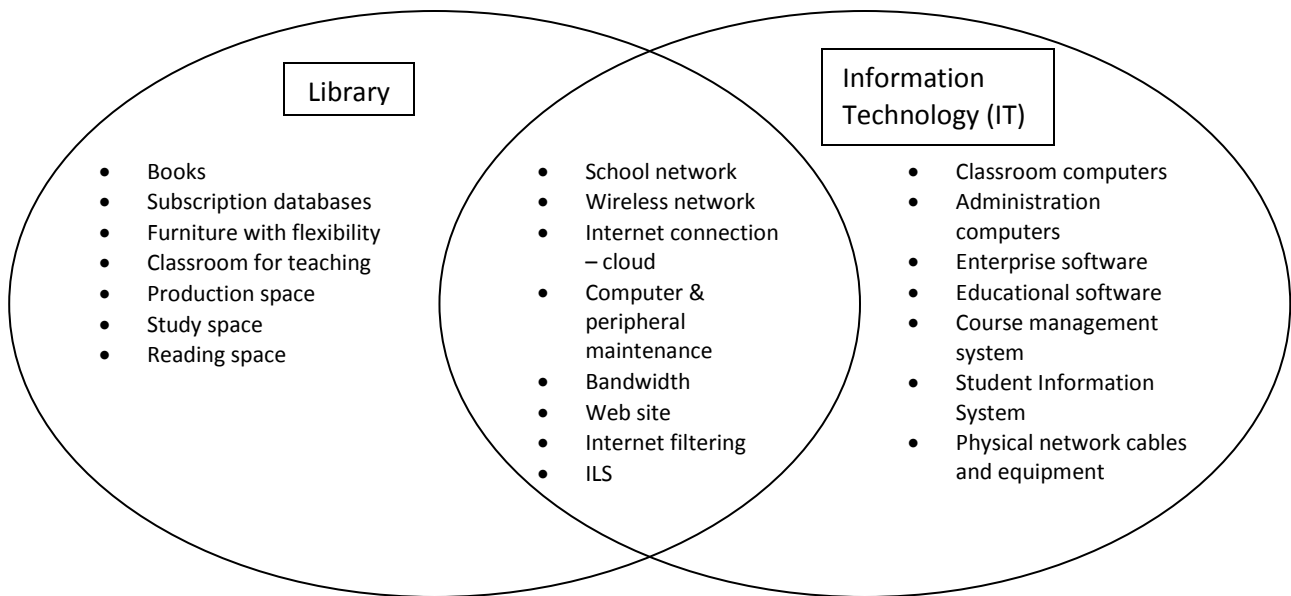 Library
• Books
• Subscription databases
• Furniture with flexibility
• Classroom for teaching
• Production space
• Study space
• Reading space
• School network
• Wireless network
• Internet connection
– cloud
• Computer &
peripheral
maintenance
• Bandwidth
• Web site
• Internet filtering
• ILS
Information
Technology (IT)
• Classroom computers
• Administration
computers
• Enterprise software
• Educational software
• Course management
system
• Student Information
System
• Physical network cables
and equipment